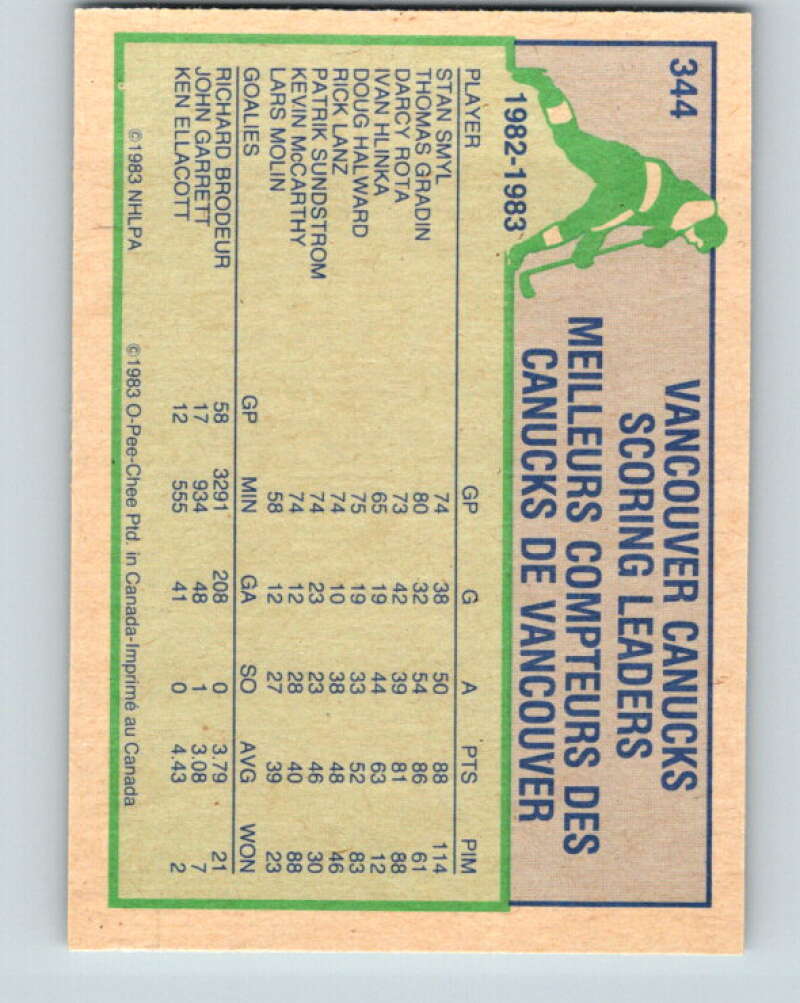 344
VANCOUVER CANUCKS
SCORING LEADERS
MEILLEURS COMPTEURS DES
CANUCKS DE VANCOUVER
1982-1983
PLAYER GP G A PTS PIM
STAN SMYL 74 38 50 88 114
THOMAS GRADIN 80 32 54 86 61
DARCY ROTA 73 42 39 81 88
IVAN HLINKA 65 19 44 63 12
DOUG HALWARD 75 19 33 52 83
RICK LANZ 74 10 38 48 46
PATRIK SUNDSTROM 74 23 23 46 30
KEVIN McCARTHY 74 12 28 40 88
LARS MOLIN 58 12 27 39 23
GOALIES GP MIN GA SO AVG WON
RICHARD BRODEUR 58 3291 208 0 3.79 21
JOHN GARRETT 17 934 48 1 3.08 7
KEN ELLACOTT 12 555 41 0 4.43 2
©1983 NHLPA ©1983 O-Pee-Chee Ptd. in Canada-Imprimé au Canada